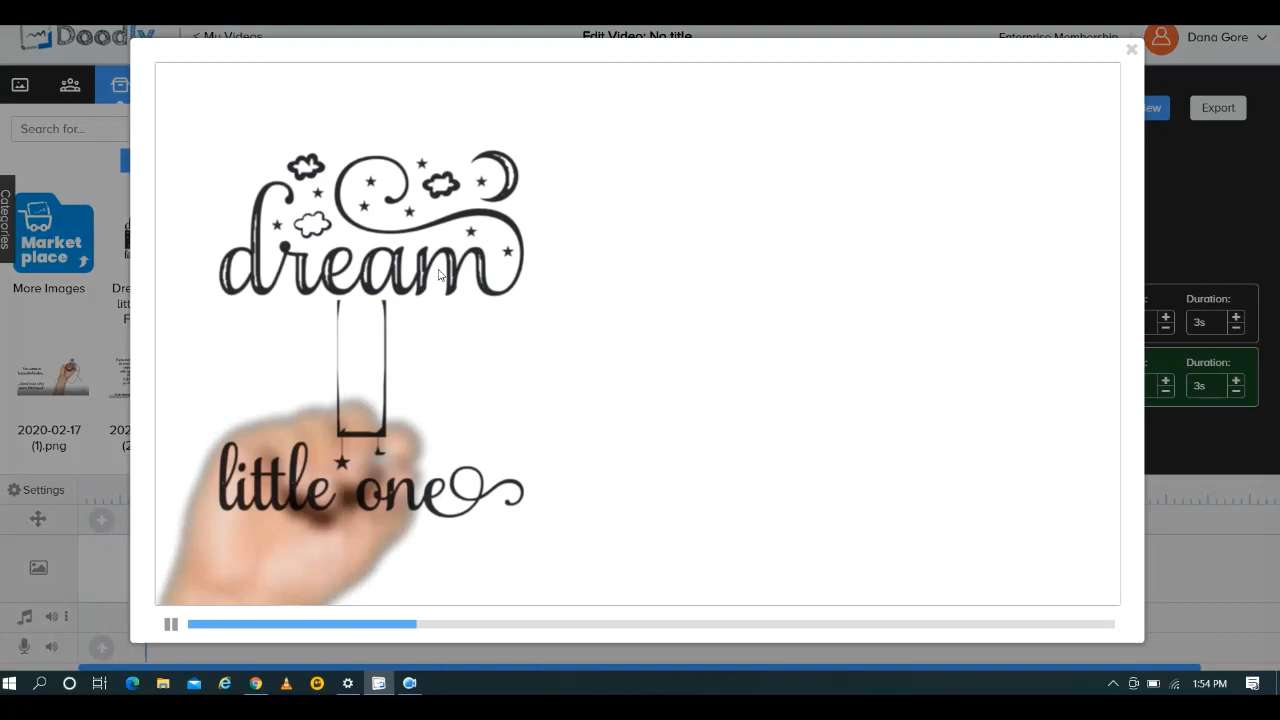 Doodly
< My Videos
Edit Video: No title
Enterprise Membership
Dana Gore
Search for...
Export
Categories
Market
place
More Images
dream
little one
Duration:
3s
Duration:
3s
2020-02-17
(1).png
Settings
1:54 PM